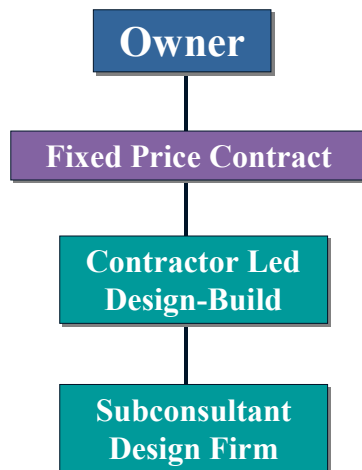 Owner
Fixed Price Contract
Contractor Led
Design-Build
Subconsultant
Design Firm